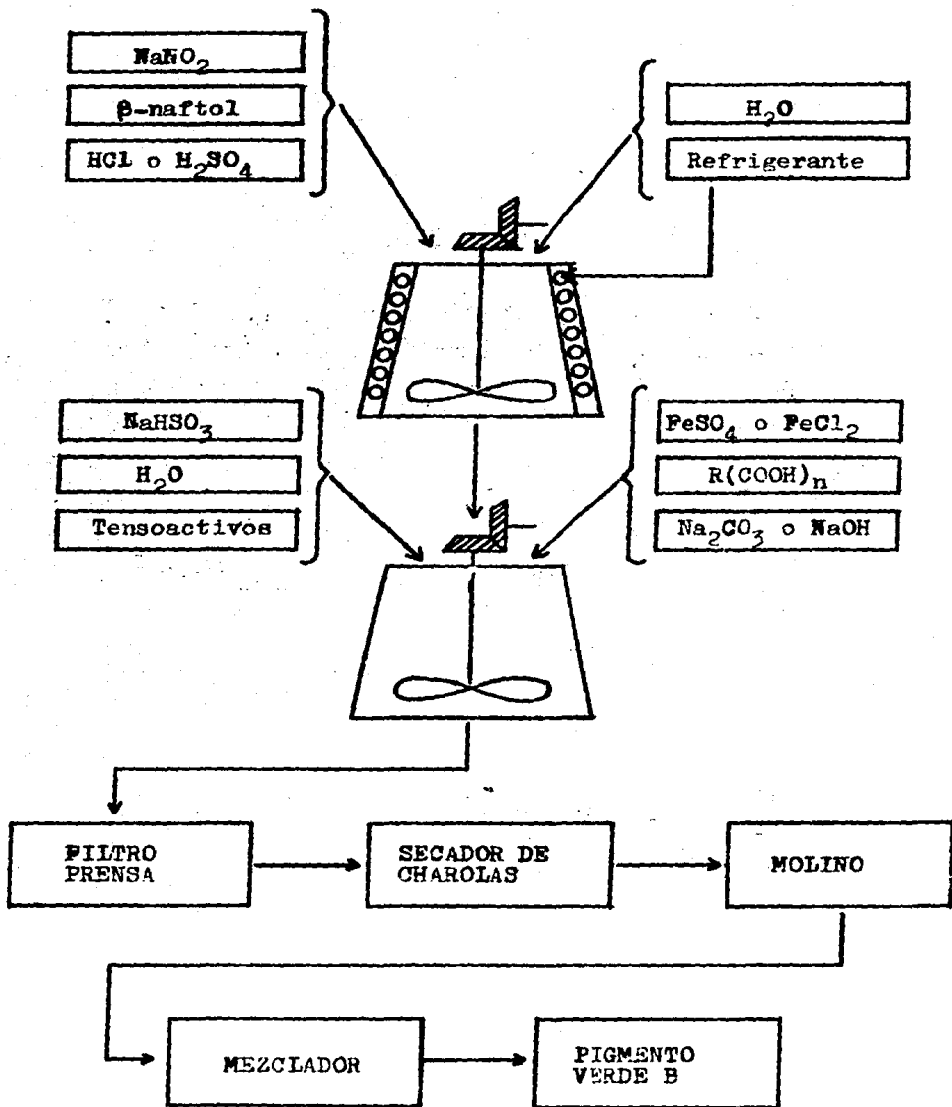 NaNO2
β-naftol
HCl o H2SO4
H2O
Refrigerante
NaHSO3
H2O
Tensoactivos
FeSO4 o FeCl2
R(COOH)n
Na2CO3 o NaOH
FILTRO
PRENSA
SECADOR DE
CHAROLAS
MOLINO
MEZCLADOR
PIGMENTO
VERDE B